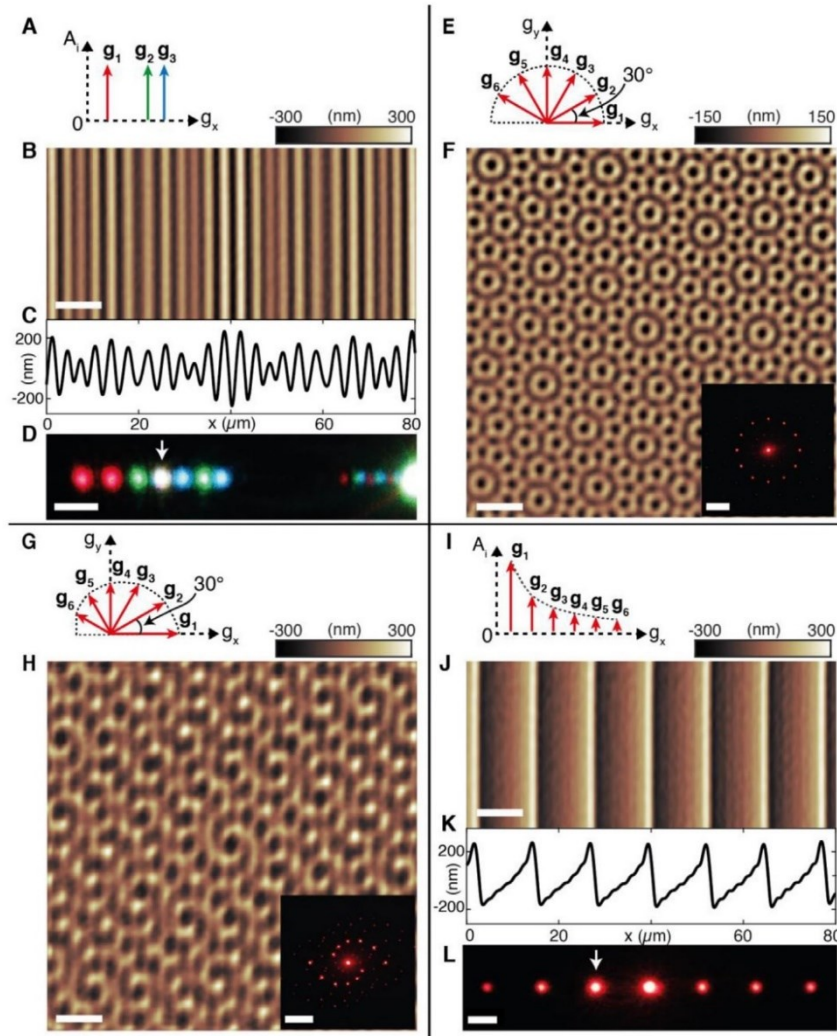 A
A_i
g_1
g_2 g_3
0
g_x
-300 (nm) 300
B
C
200
(nm)
-200
0 20 40 60 80
x (μm)
D
E
g_y
g_6 g_5 g_4 g_3 g_2 g_1
30°
g_x
-150 (nm) 150
F
G
g_y
g_6 g_5 g_4 g_3 g_2 g_1
30°
g_x
-300 (nm) 300
H
I
A_i
g_1
g_2 g_3 g_4 g_5 g_6
0
g_x
-300 (nm) 300
J
K
200
(nm)
-200
0 20 40 60 80
x (μm)
L